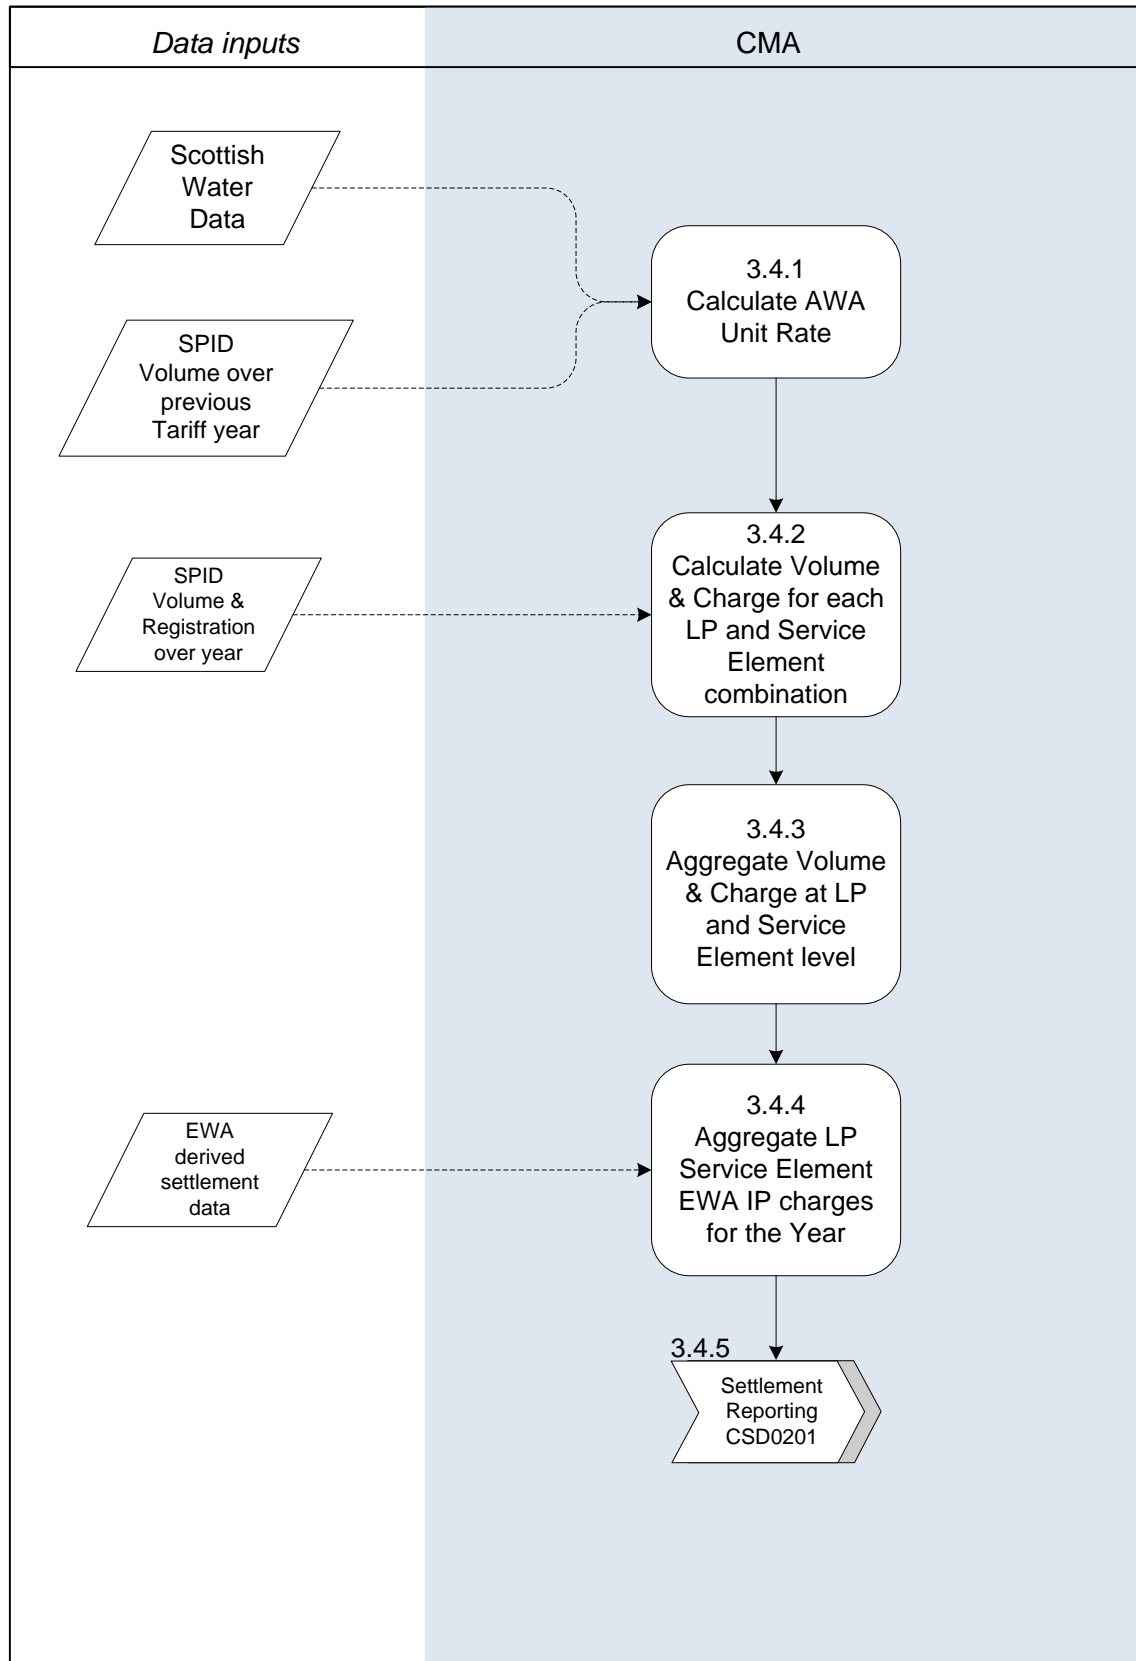 Data inputs
CMA
Scottish
Water
Data
3.4.1
Calculate AWA
Unit Rate
SPID
Volume over
previous
Tariff year
3.4.2
Calculate Volume
& Charge for each
LP and Service
Element
combination
SPID
Volume &
Registration
over year
3.4.3
Aggregate Volume
& Charge at LP
and Service
Element level
3.4.4
Aggregate LP
Service Element
EWA IP charges
for the Year
EWA
derived
settlement
data
3.4.5
Settlement
Reporting
CSD0201